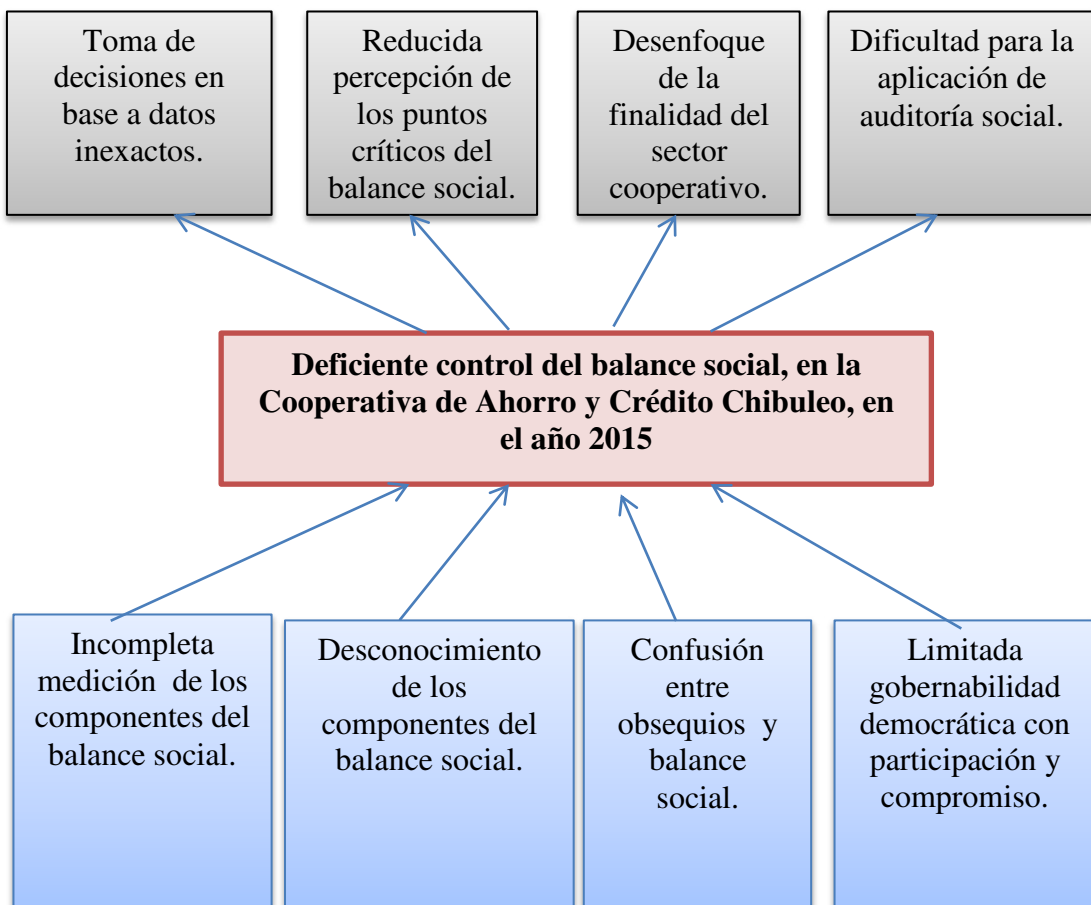 Toma de
decisiones en
base a datos
inexactos.
Reducida
percepción de
los puntos
críticos del
balance social.
Desenfoque
de la
finalidad del
sector
cooperativo.
Dificultad para la
aplicación de
auditoría social.
Deficiente control del balance social, en la
Cooperativa de Ahorro y Crédito Chibuleo, en
el año 2015
Incompleta
medición de los
componentes del
balance social.
Desconocimiento
de los
componentes del
balance social.
Confusión
entre
obsequios y
balance
social.
Limitada
gobernabilidad
democrática con
participación y
compromiso.